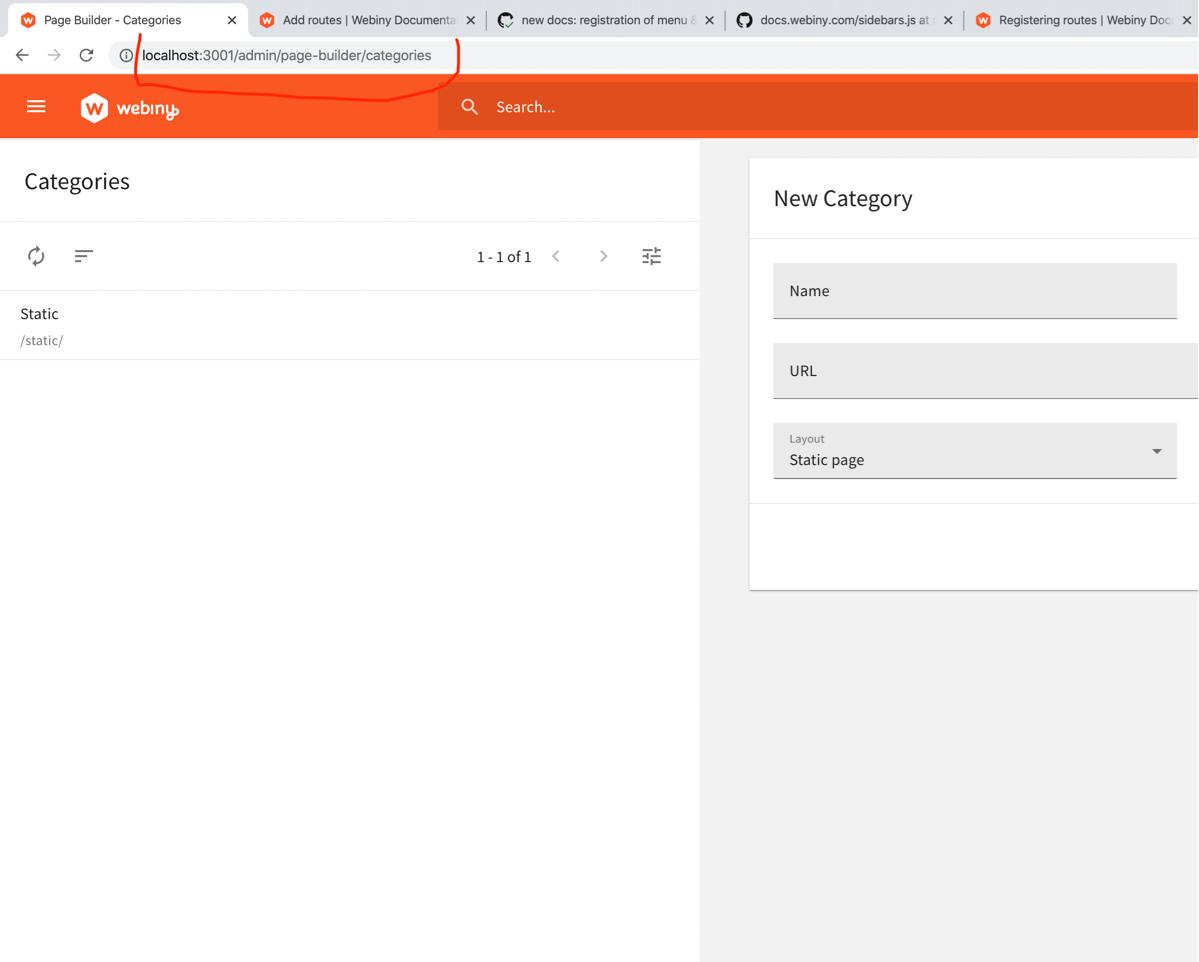 Page Builder - Categories
Add routes | Webiny Documenta
new docs: registration of menu &
docs.webiny.com/sidebars.js at
Registering routes | Webiny Doc
localhost:3001/admin/page-builder/categories
webiny
Search...
Categories
New Category
1 - 1 of 1
Name
Static
/static/
URL
Layout
Static page